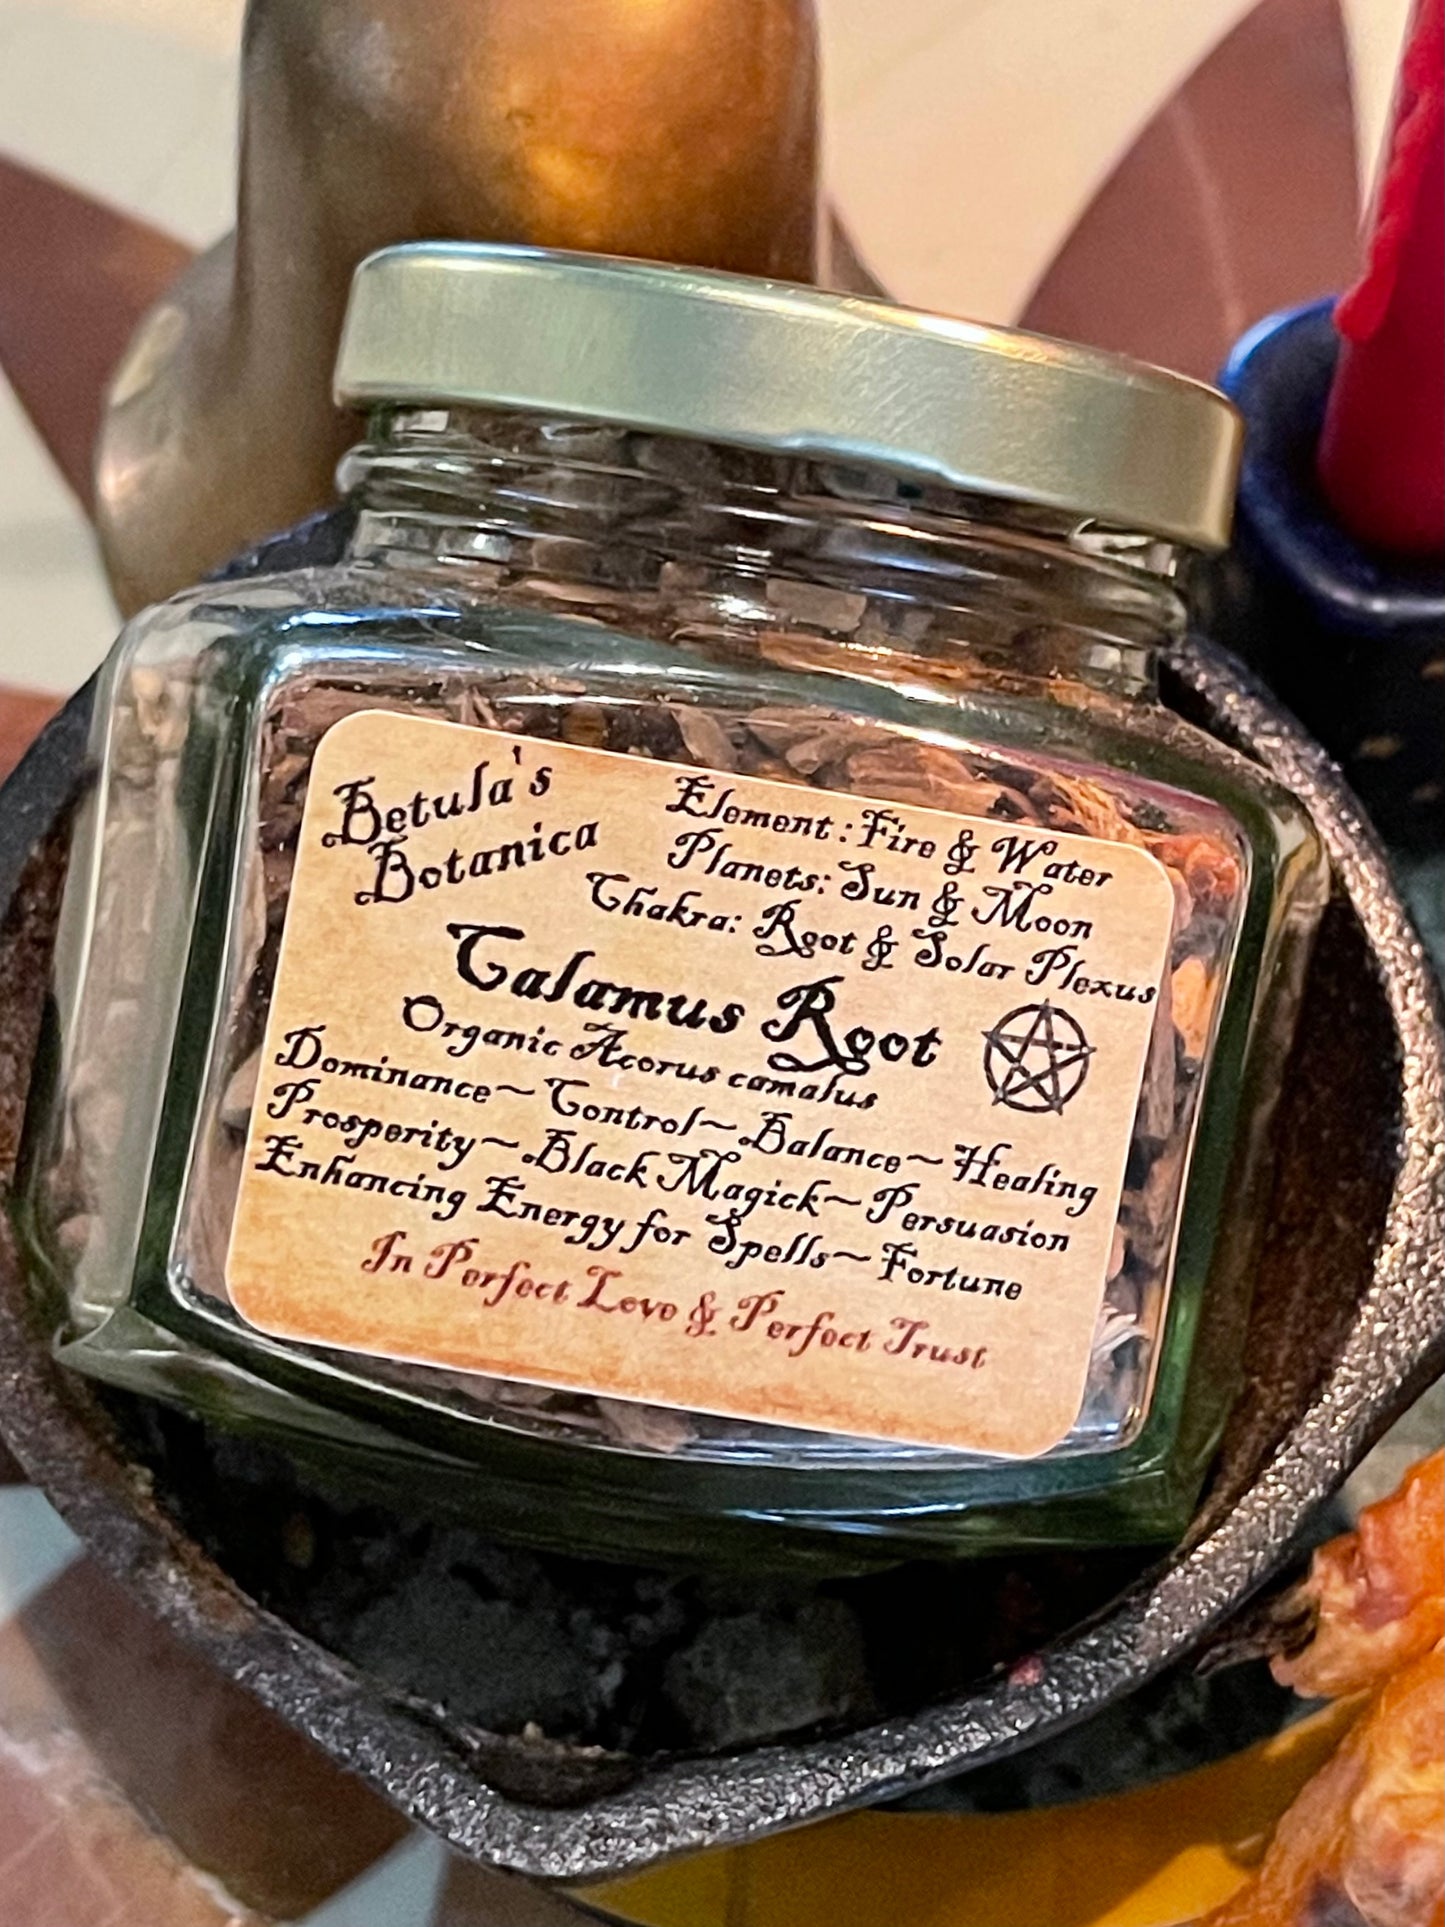 Betula's
Botanica
Element: Fire & Water
Planets: Sun & Moon
Chakra: Root & Solar Plexus
Calamus Root
Organic Acorus camalus
Dominance~Control~Balance~Healing
Prosperity~Black Magick~Persuasion
Enhancing Energy for Spells~Fortune
In Perfect Love & Perfect Trust